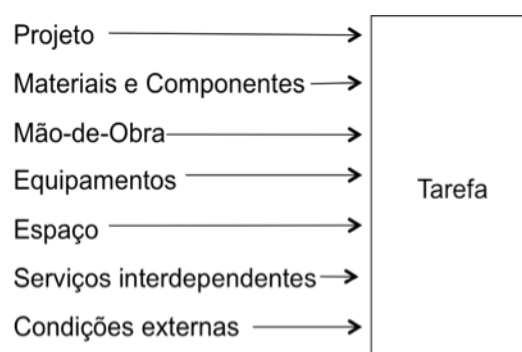 Projeto
Materiais e Componentes
Mão-de-Obra
Equipamentos
Tarefa
Espaço
Serviços interdependentes
Condições externas